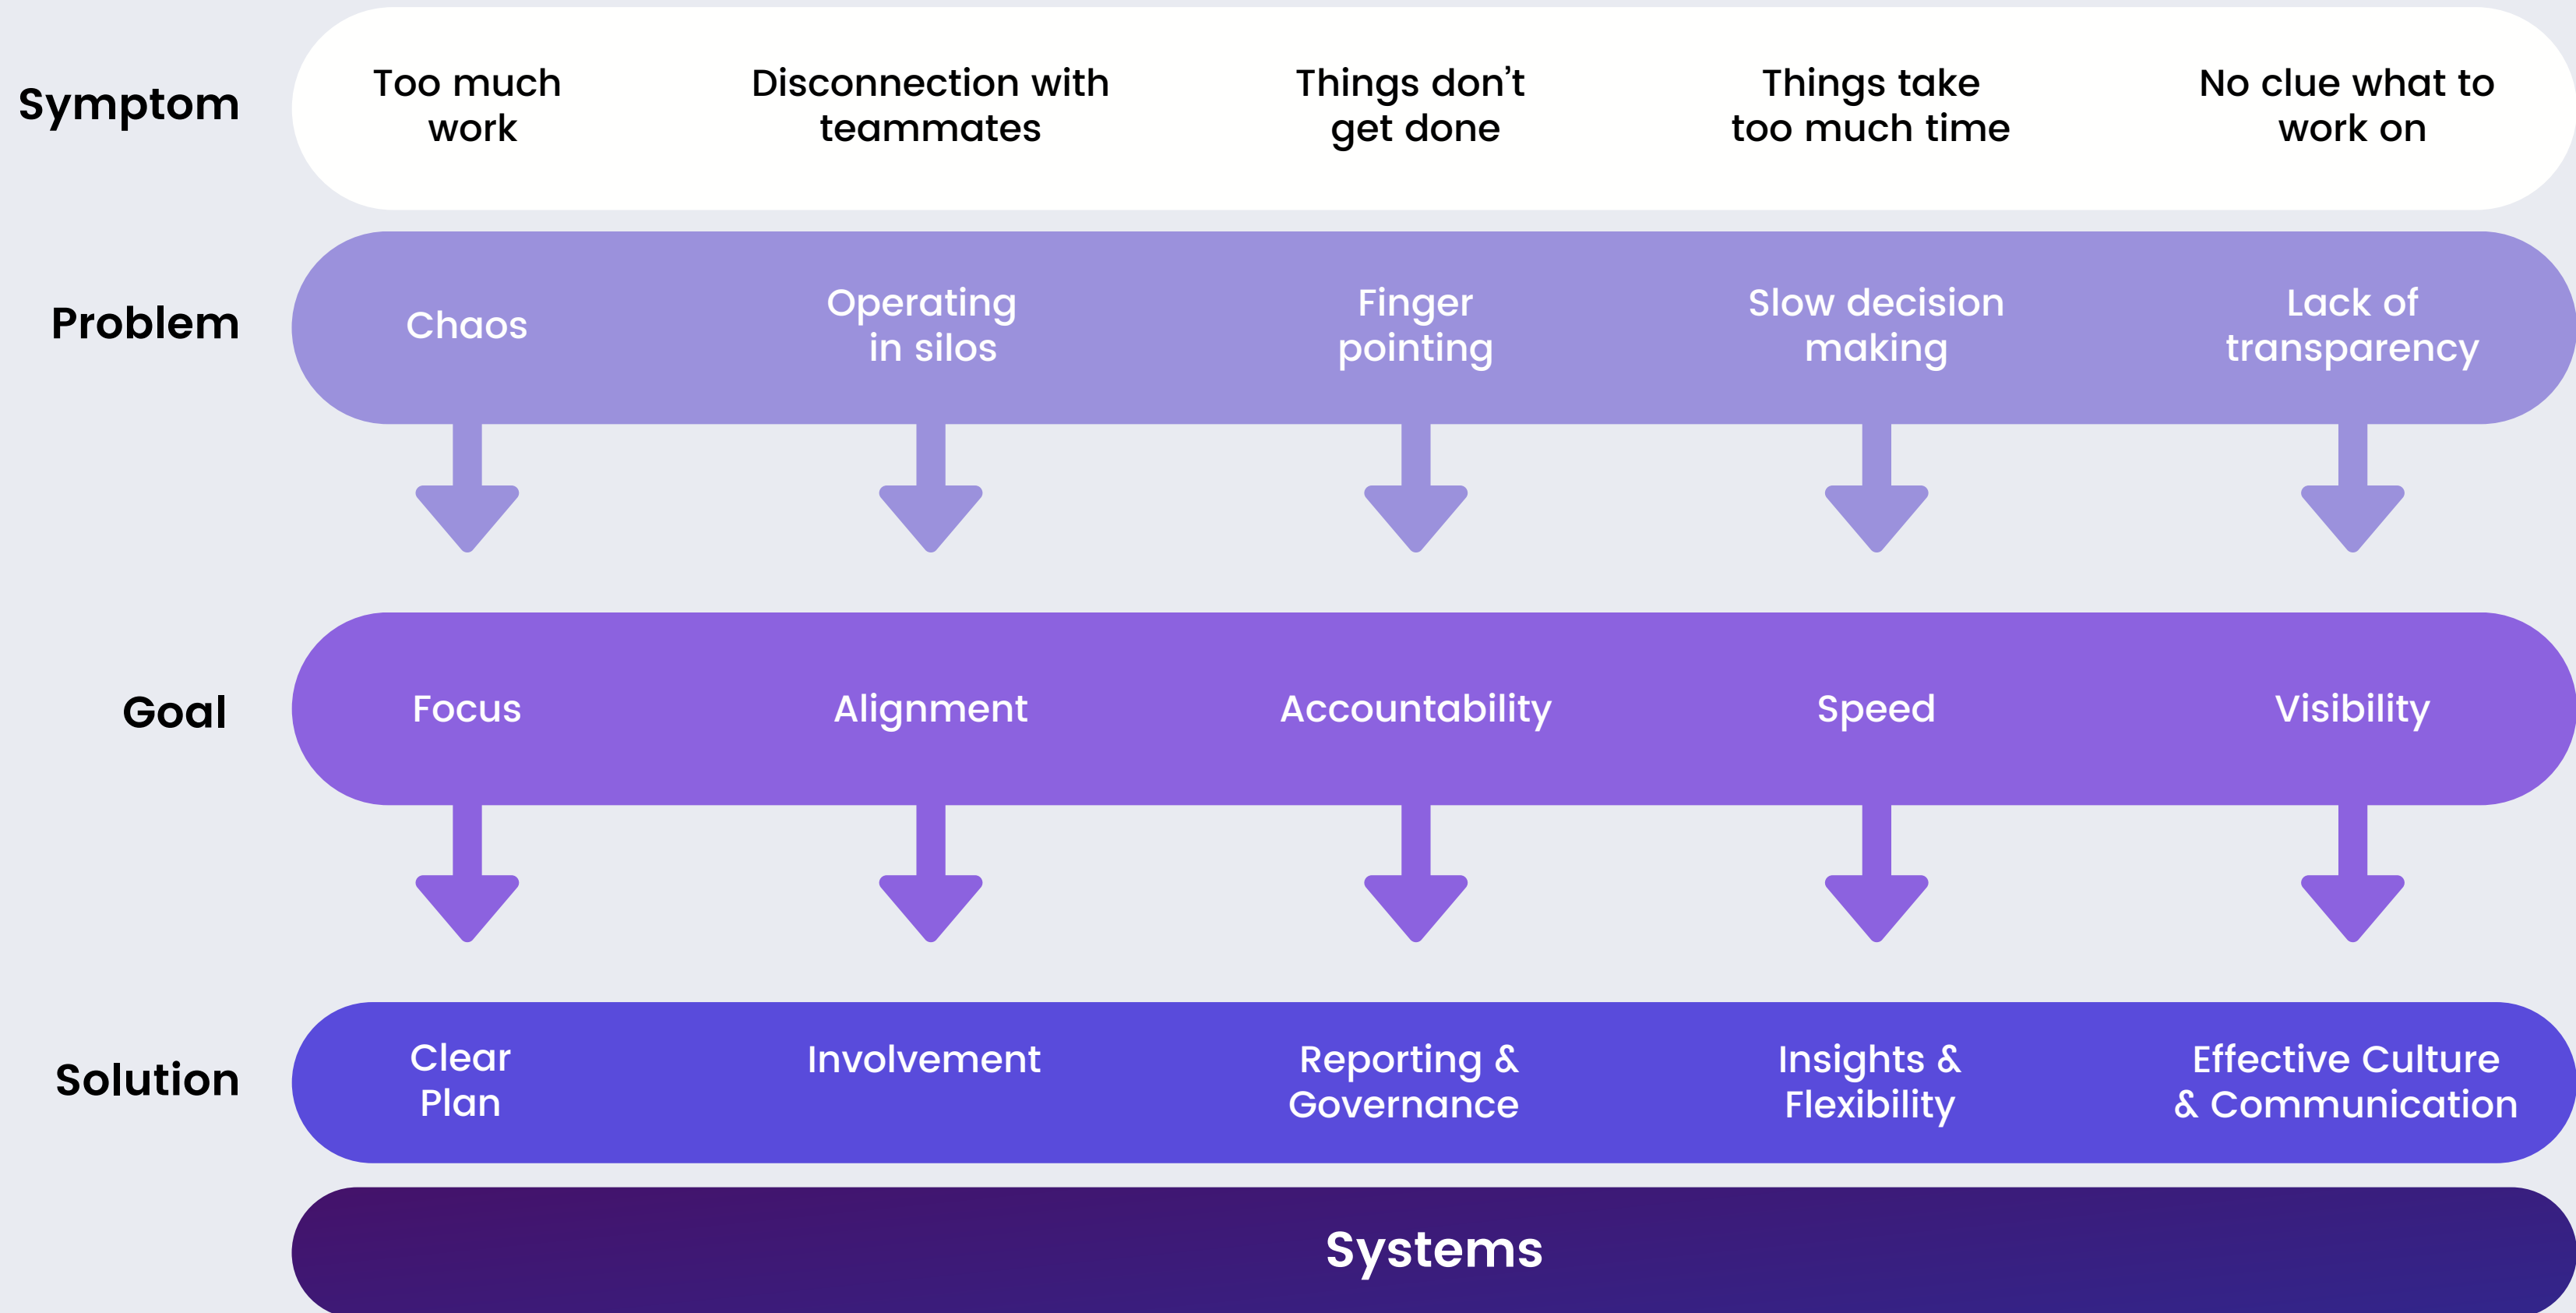 Symptom
Too much
work
Disconnection with
teammates
Things don’t
get done
Things take
too much time
No clue what to
work on
Problem
Chaos
Operating
in silos
Finger
pointing
Slow decision
making
Lack of
transparency
Goal
Focus
Alignment
Accountability
Speed
Visibility
Solution
Clear
Plan
Involvement
Reporting &
Governance
Insights &
Flexibility
Effective Culture
& Communication
Systems